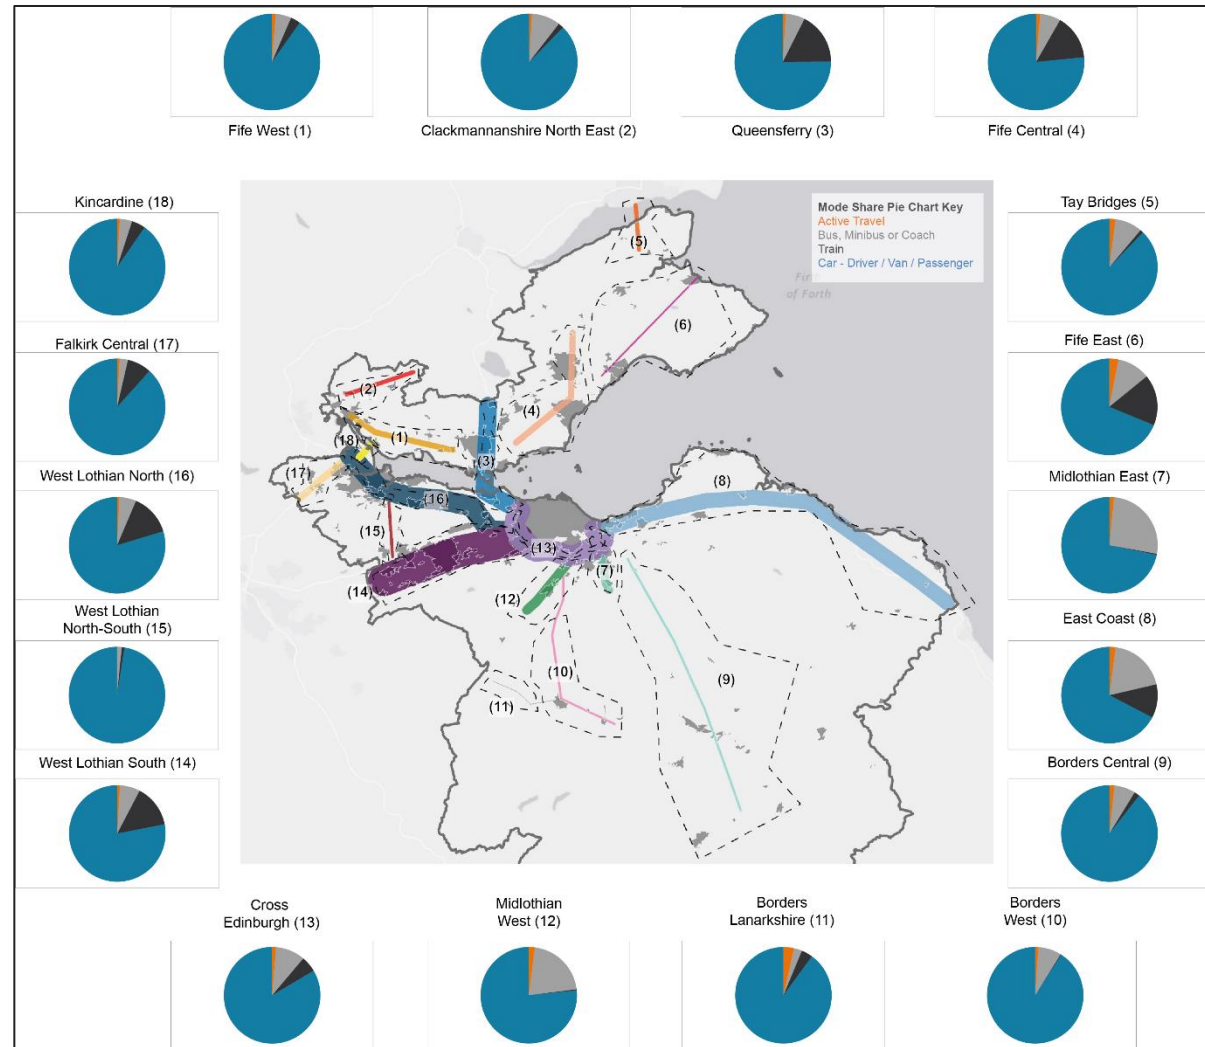 Fife West (1)
Clackmannanshire North East (2)
Queensferry (3)
Fife Central (4)
Kincardine (18)
Falkirk Central (17)
West Lothian North (16)
West Lothian
North-South (15)
West Lothian South (14)
Mode Share Pie Chart Key
Active Travel
Bus, Minibus or Coach
Train
Car - Driver / Van / Passenger
of Forth
(5)
(6)
(2)
(4)
(1)
(18)
(3)
(17)
(8)
(16)
(15)
(13)
(7)
(14)
(12)
(10)
(9)
(11)
Tay Bridges (5)
Fife East (6)
Midlothian East (7)
East Coast (8)
Borders Central (9)
Cross
Edinburgh (13)
Midlothian
West (12)
Borders
Lanarkshire (11)
Borders
West (10)